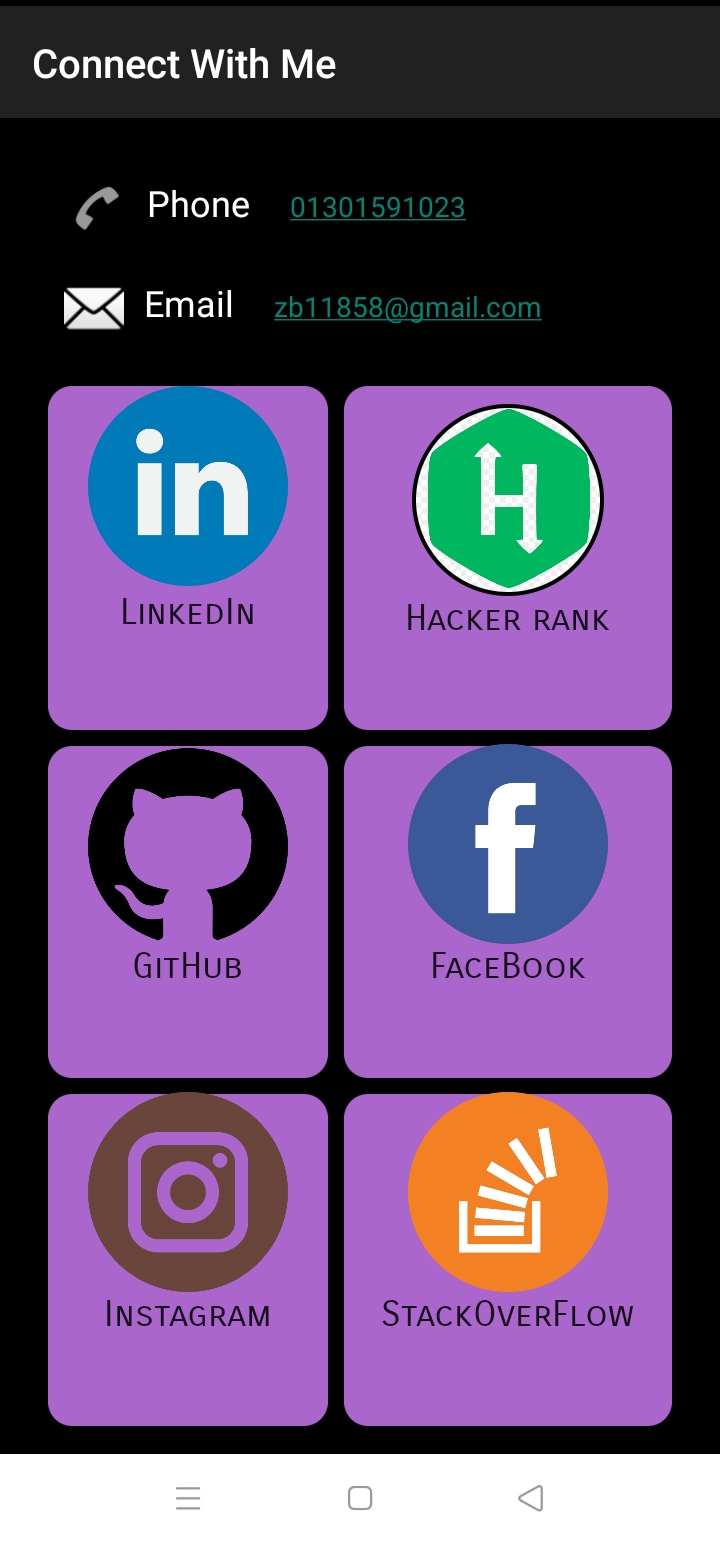 Connect With Me
Phone 01301591023
Email zb11858@gmail.com
in H
LinkedIn Hacker rank
f
GitHub FaceBook
Instagram StackOverFlow